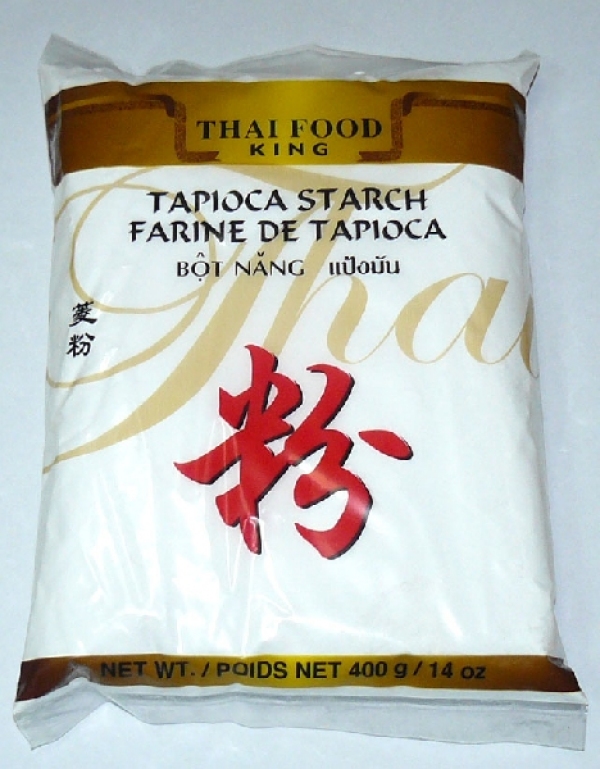 THAI FOOD
KING
TAPIOCA STARCH
FARINE DE TAPIOCA
BỘT NĂNG แป้งมัน
Thai
菱粉
粉
NET WT. / POIDS NET 400 g / 14 oz